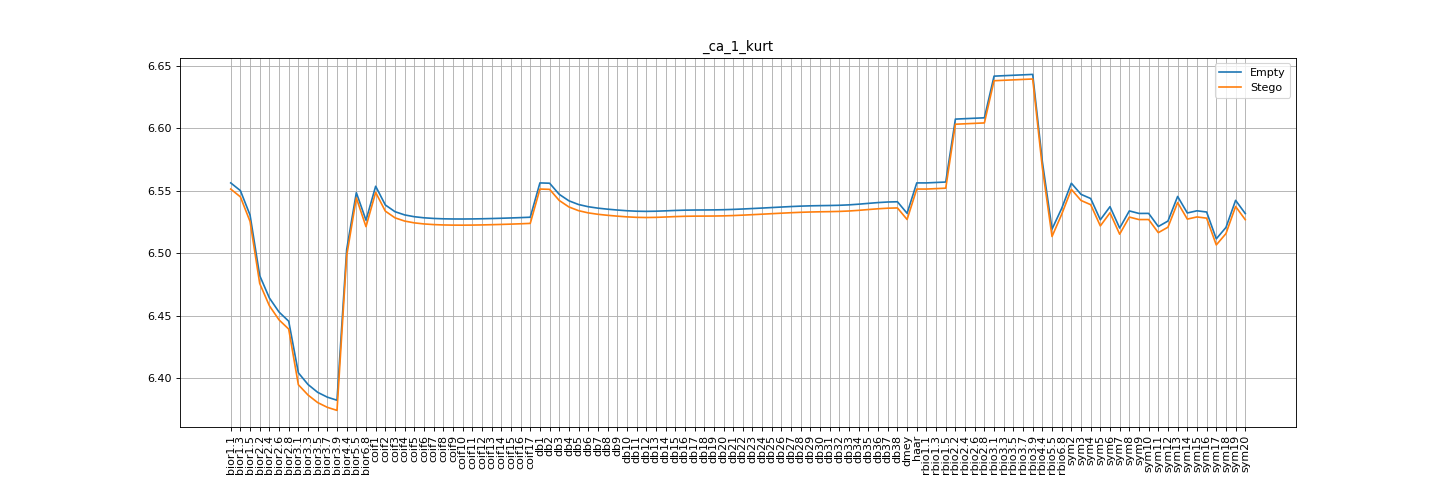 _ca_1_kurt
Empty
Stego
6.65
6.60
6.55
6.50
6.45
6.40
bior1.1
bior1.3
bior1.5
bior2.2
bior2.4
bior2.6
bior2.8
bior3.1
bior3.3
bior3.5
bior3.7
bior3.9
bior4.4
bior5.5
bior6.8
coif1
coif2
coif3
coif4
coif5
coif6
coif7
coif8
coif9
coif10
coif11
coif12
coif13
coif14
coif15
coif16
coif17
db1
db2
db3
db4
db5
db6
db7
db8
db9
db10
db11
db12
db13
db14
db15
db16
db17
db18
db19
db20
db21
db22
db23
db24
db25
db26
db27
db28
db29
db30
db31
db32
db33
db34
db35
db36
db37
db38
dmey
haar
rbio1.1
rbio1.3
rbio1.5
rbio2.2
rbio2.4
rbio2.6
rbio2.8
rbio3.1
rbio3.3
rbio3.5
rbio3.7
rbio3.9
rbio4.4
rbio5.5
rbio6.8
sym2
sym3
sym4
sym5
sym6
sym7
sym8
sym9
sym10
sym11
sym12
sym13
sym14
sym15
sym16
sym17
sym18
sym19
sym20